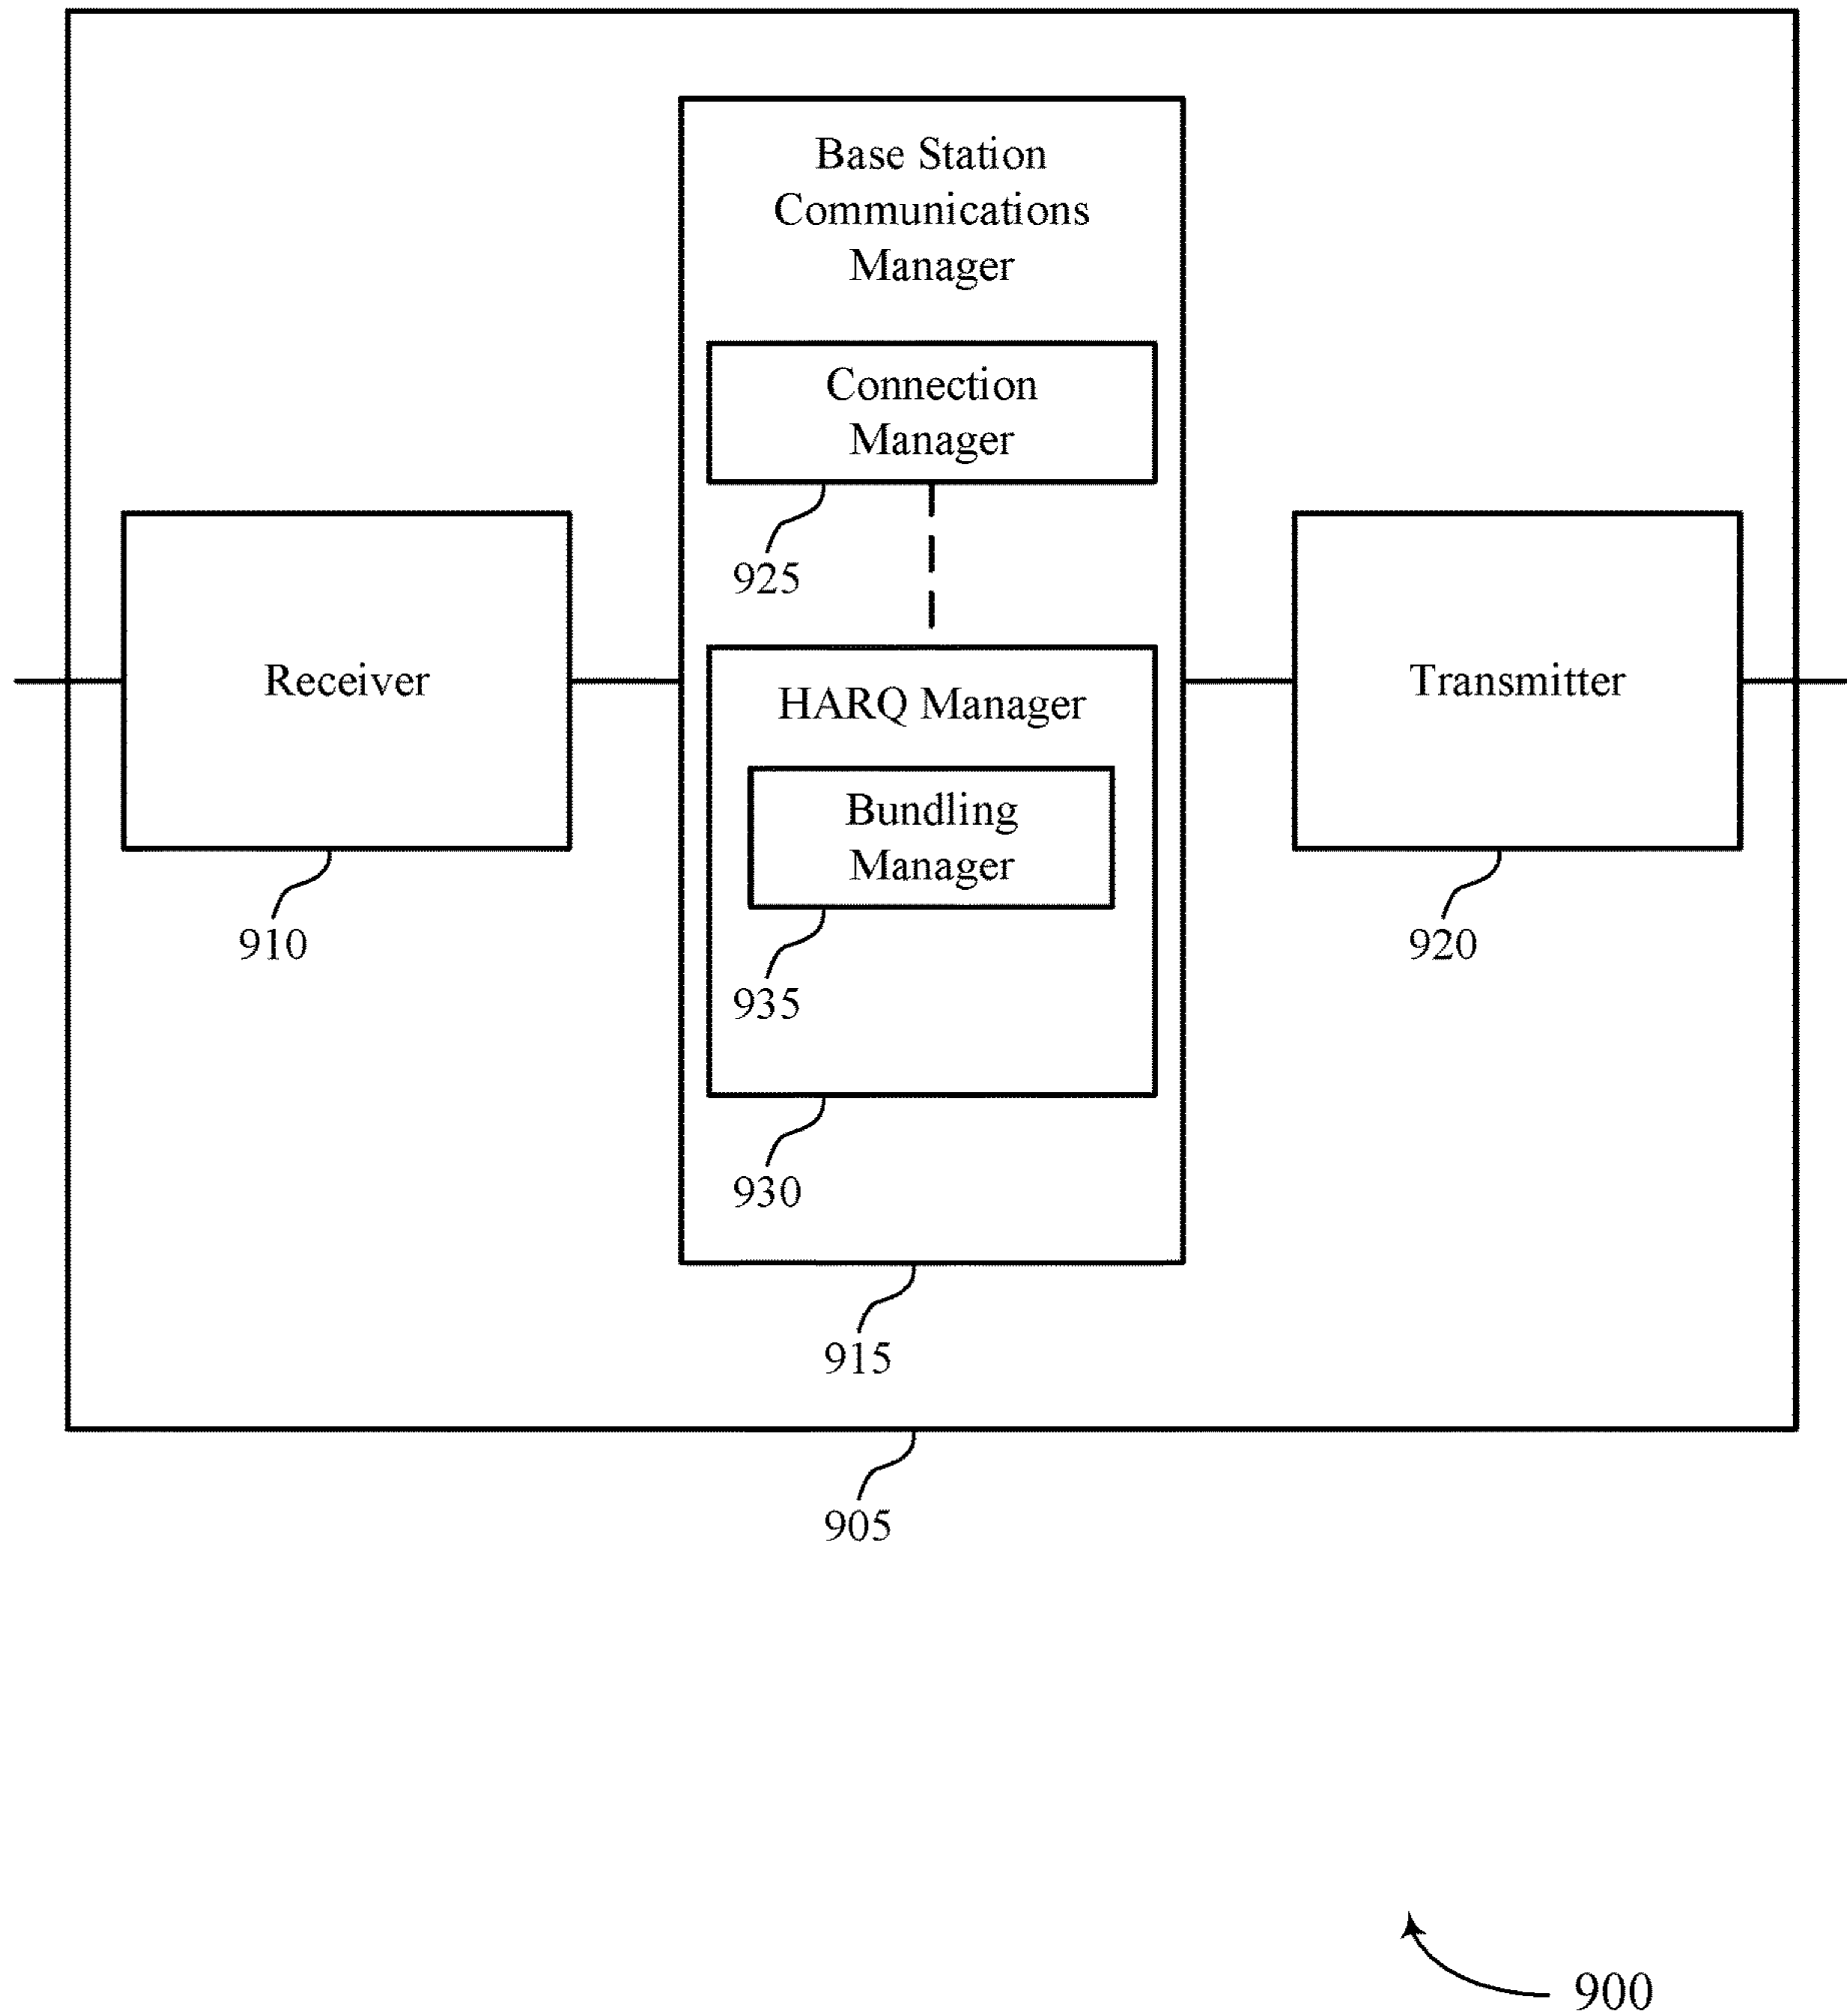 Base Station
Communications
Manager
Connection
Manager
925
Receiver
910
HARQ Manager
Bundling
Manager
935
930
915
Transmitter
920
905
900